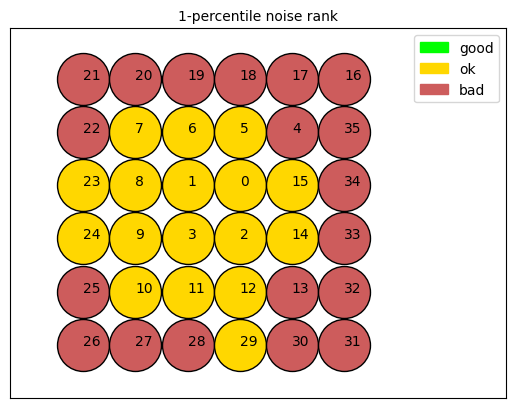 1-percentile noise rank
good
ok
bad
21 20 19 18 17 16
22 7 6 5 4 35
23 8 1 0 15 34
24 9 3 2 14 33
25 10 11 12 13 32
26 27 28 29 30 31